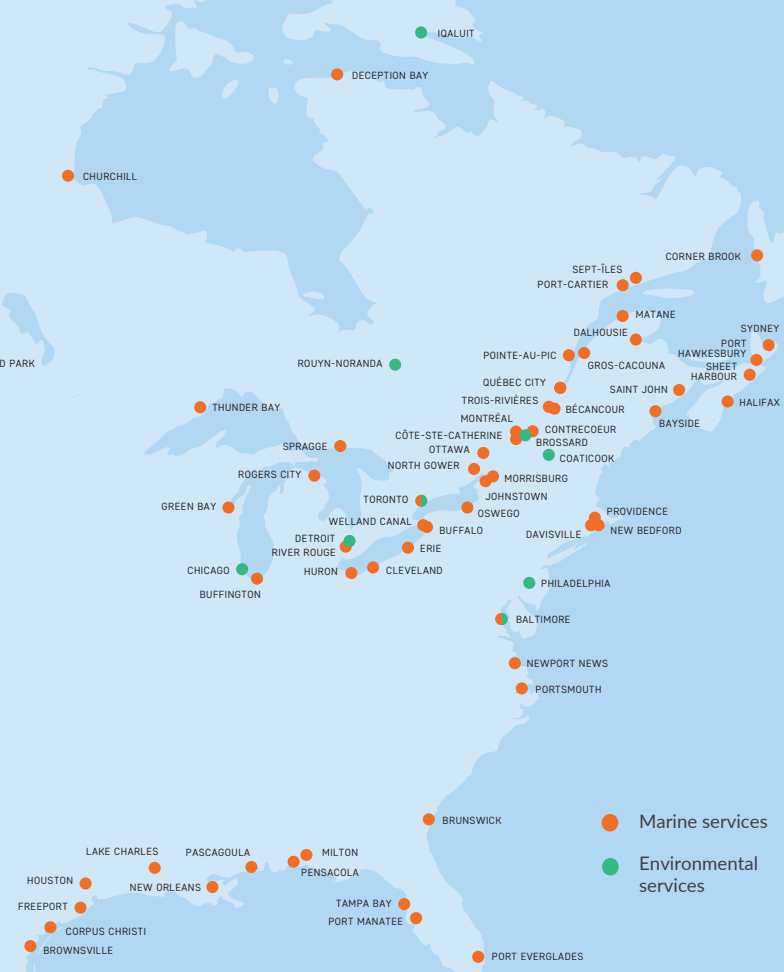 IQALUIT
DECEPTION BAY
CHURCHILL
CORNER BROOK
SEPT-ÎLES
PORT-CARTIER
MATANE
SYDNEY
DALHOUSIE
PORT
HAWKESBURY
POINTE-AU-PIC
D PARK
ROUYN-NORANDA
GROS-CACOUNA
SHEET
HARBOUR
QUÉBEC CITY
SAINT JOHN
TROIS-RIVIÈRES
HALIFAX
THUNDER BAY
BÉCANCOUR
MONTRÉAL
BAYSIDE
CONTRECOEUR
CÔTE-STE-CATHERINE
BROSSARD
SPRAGGE
OTTAWA
COATICOOK
NORTH GOWER
ROGERS CITY
MORRISBURG
JOHNSTOWN
TORONTO
GREEN BAY
OSWEGO
PROVIDENCE
WELLAND CANAL
BUFFALO
NEW BEDFORD
DAVISVILLE
DETROIT
RIVER ROUGE
ERIE
CHICAGO
HURON
CLEVELAND
PHILADELPHIA
BUFFINGTON
BALTIMORE
NEWPORT NEWS
PORTSMOUTH
BRUNSWICK
Marine services
LAKE CHARLES
PASCAGOULA
MILTON
Environmental
services
PENSACOLA
HOUSTON
NEW ORLEANS
FREEPORT
TAMPA BAY
PORT MANATEE
CORPUS CHRISTI
BROWNSVILLE
PORT EVERGLADES